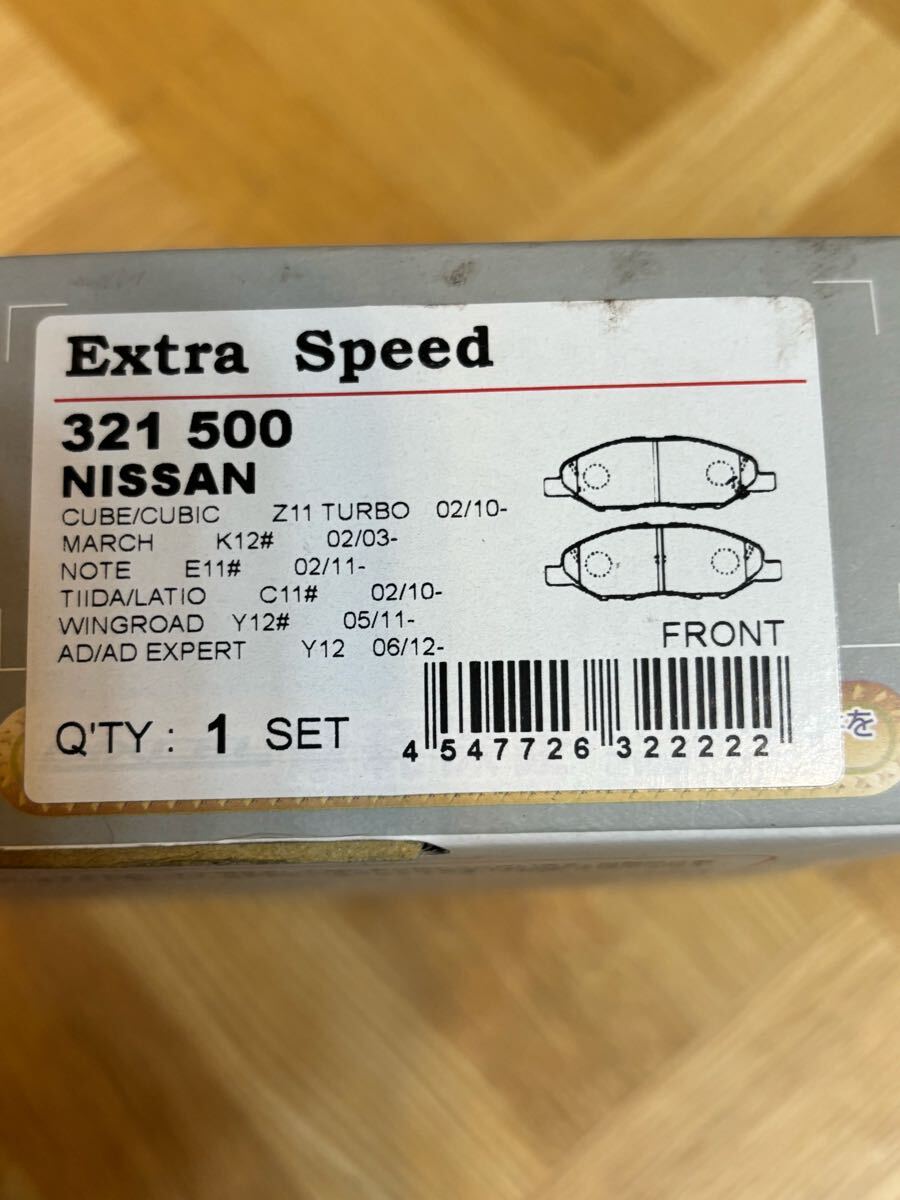 Extra Speed
321 500
NISSAN
CUBE/CUBIC Z11 TURBO 02/10-
MARCH K12# 02/03-
NOTE E11# 02/11-
TIIDA/LATIO C11# 02/10-
WINGROAD Y12# 05/11-
AD/AD EXPERT Y12 06/12-
FRONT
Q'TY : 1 SET
4 547726 322222
を